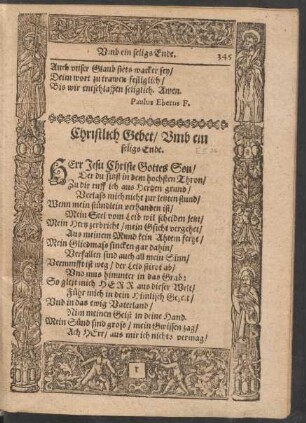 Vmb ein seligs Ende.
345
Auch vnser Glaub stets wacker sey/
Deim wort zu trawen festiglich/
Bis wir entschlaffen seliglich. Amen.
Paulus Eberus F.
Christlich Gebet/ Vmb ein
seligs Ende.
HErr Jesu Christe Gottes Son/
Der du sitzst in dem höchsten Thron/
Zu dir rieff ich aus Herzen grund/
Verlass mich nicht zur letzten stund/
Wenn mein stündlein verhanden ist/
Mein Seel vom Leib wil scheiden jetzt/
Mein Hertz zerbricht/ mein Gsicht vergehet/
Aus meinem Mund kein Athem fehrt/
Mein Gliedmass sincken gar dahin/
Verfallen sind auch all mein Sinn/
Vernunfft ist weg/ der Leib stirbt ab/
Vnd mus hinunter in das Grab:
So gleit mich HERR aus dieser Welt/
Führ mich in dein Himlisch Gezelt/
Vnd in das ewig Vaterland/
Nim meinen Geist in deine Hand.
Mein Sünd sind gross/ mein Gwissen zag/
Ach HErr/ aus mir ich nichts vermag/